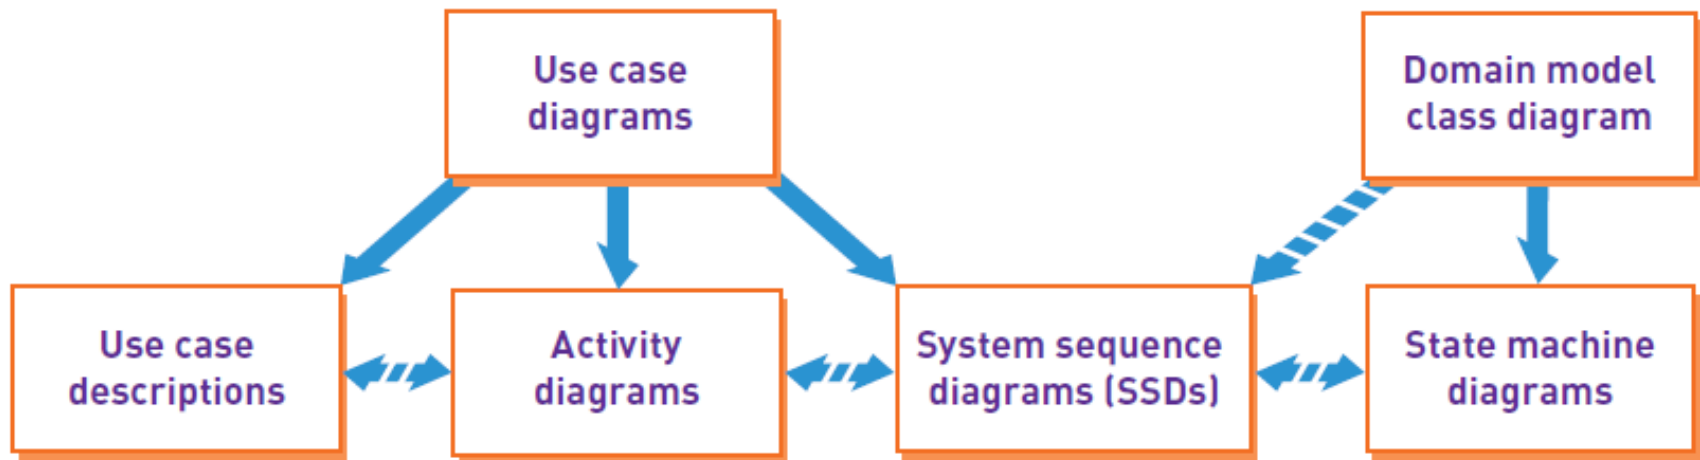 Use case
diagrams
Domain model
class diagram
Use case
descriptions
Activity
diagrams
System sequence
diagrams (SSDs)
State machine
diagrams